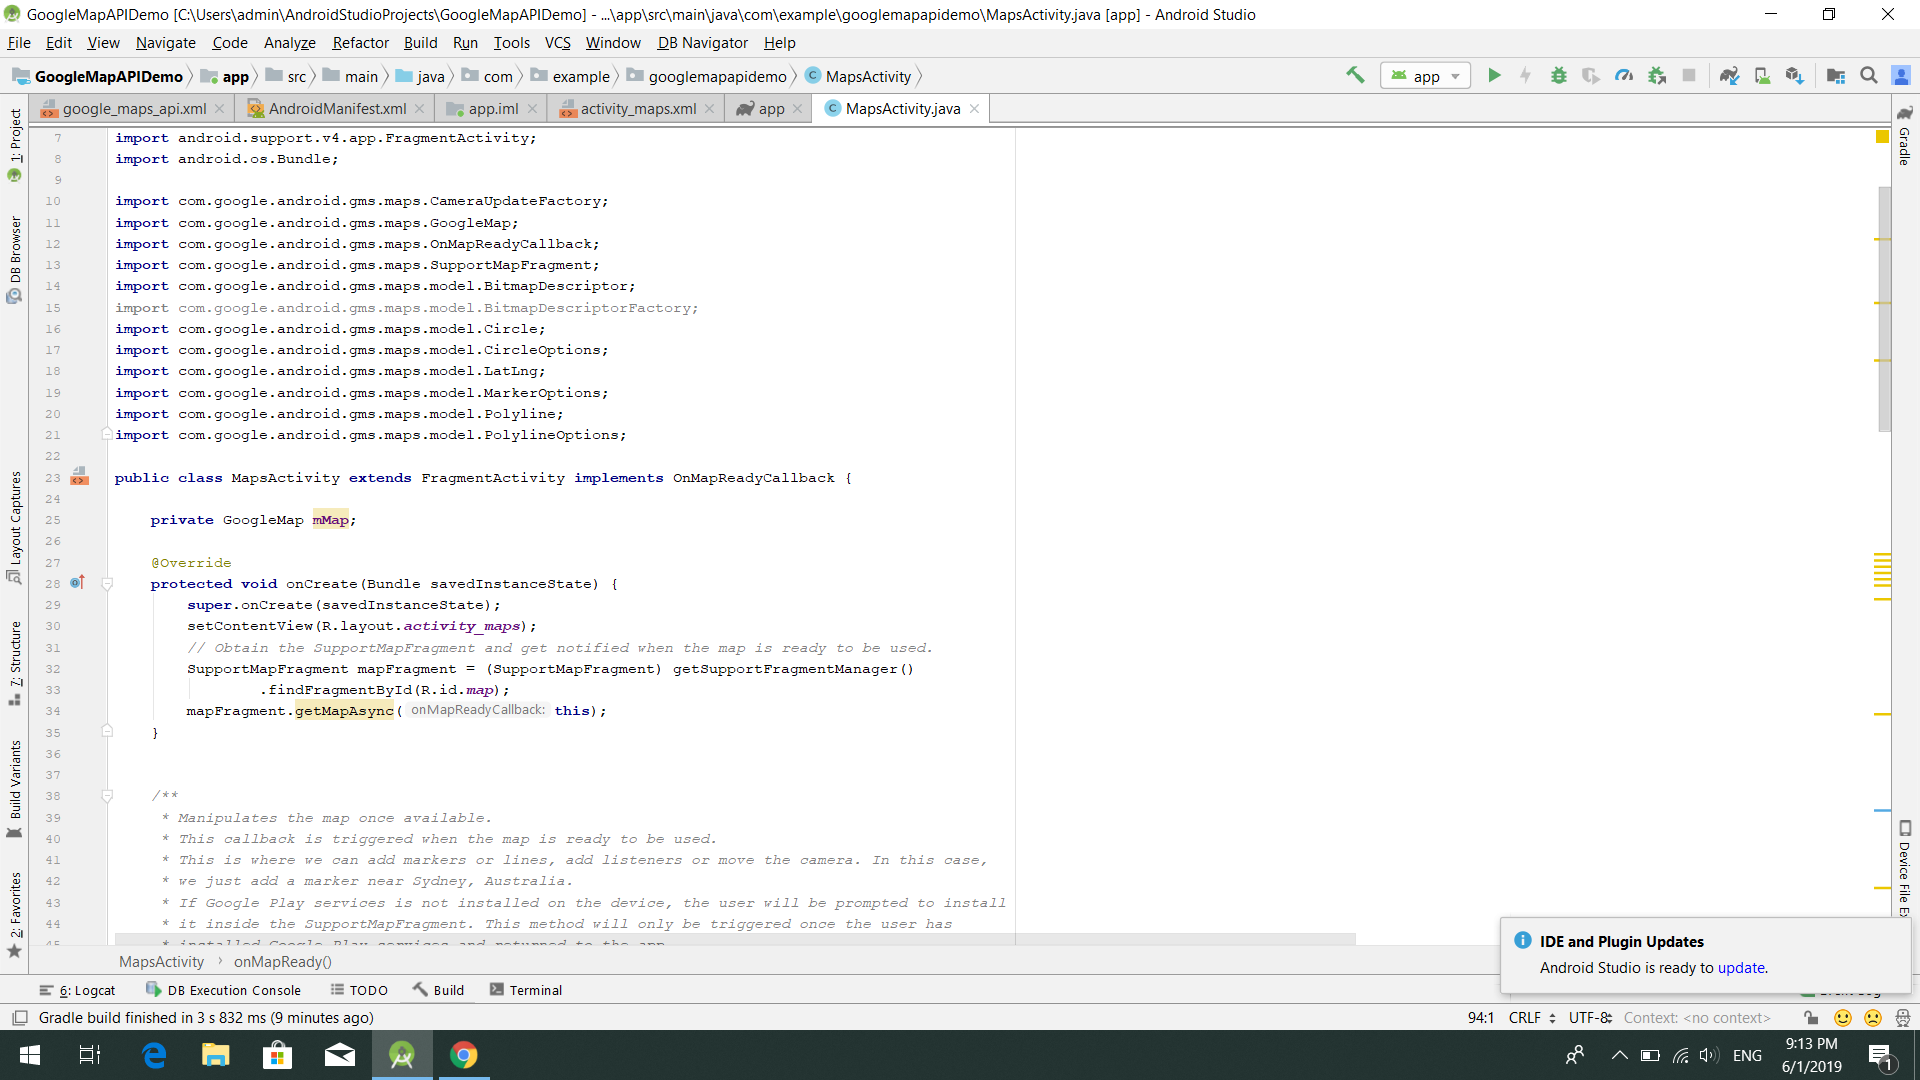 GoogleMapAPIDemo [C:\Users\admin\AndroidStudioProjects\GoogleMapAPIDemo] - ...\app\src\main\java\com\example\googlemapapidemo\MapsActivity.java [app] - Android Studio
File Edit View Navigate Code Analyze Refactor Build Run Tools VCS Window DB Navigator Help
GoogleMapAPIDemo app src main java com example googlemapapidemo MapsActivity app
google_maps_api.xml AndroidManifest.xml app.iml activity_maps.xml app MapsActivity.java
1: Project
DB Browser
Layout Captures
7: Structure
Build Variants
2: Favorites
7 import android.support.v4.app.FragmentActivity;
8 import android.os.Bundle;
9
10 import com.google.android.gms.maps.CameraUpdateFactory;
11 import com.google.android.gms.maps.GoogleMap;
12 import com.google.android.gms.maps.OnMapReadyCallback;
13 import com.google.android.gms.maps.SupportMapFragment;
14 import com.google.android.gms.maps.model.BitmapDescriptor;
15 import com.google.android.gms.maps.model.BitmapDescriptorFactory;
16 import com.google.android.gms.maps.model.Circle;
17 import com.google.android.gms.maps.model.CircleOptions;
18 import com.google.android.gms.maps.model.LatLng;
19 import com.google.android.gms.maps.model.MarkerOptions;
20 import com.google.android.gms.maps.model.Polyline;
21 import com.google.android.gms.maps.model.PolylineOptions;
22
23 public class MapsActivity extends FragmentActivity implements OnMapReadyCallback {
24
25 private GoogleMap mMap;
26
27 @Override
28 protected void onCreate(Bundle savedInstanceState) {
29 super.onCreate(savedInstanceState);
30 setContentView(R.layout.activity_maps);
31 // Obtain the SupportMapFragment and get notified when the map is ready to be used.
32 SupportMapFragment mapFragment = (SupportMapFragment) getSupportFragmentManager()
33 .findFragmentById(R.id.map);
34 mapFragment.getMapAsync( onMapReadyCallback: this);
35 }
36
37
38 /**
39 * Manipulates the map once available.
40 * This callback is triggered when the map is ready to be used.
41 * This is where we can add markers or lines, add listeners or move the camera. In this case,
42 * we just add a marker near Sydney, Australia.
43 * If Google Play services is not installed on the device, the user will be prompted to install
44 * it inside the SupportMapFragment. This method will only be triggered once the user has
45 * installed Google Play services and returned to the app
Gradle
Device File Ex
IDE and Plugin Updates
Android Studio is ready to update.
MapsActivity onMapReady()
6: Logcat DB Execution Console TODO Build Terminal
Gradle build finished in 3 s 832 ms (9 minutes ago) 94:1 CRLF UTF-8 Context: <no context>
ENG
9:13 PM
6/1/2019
1